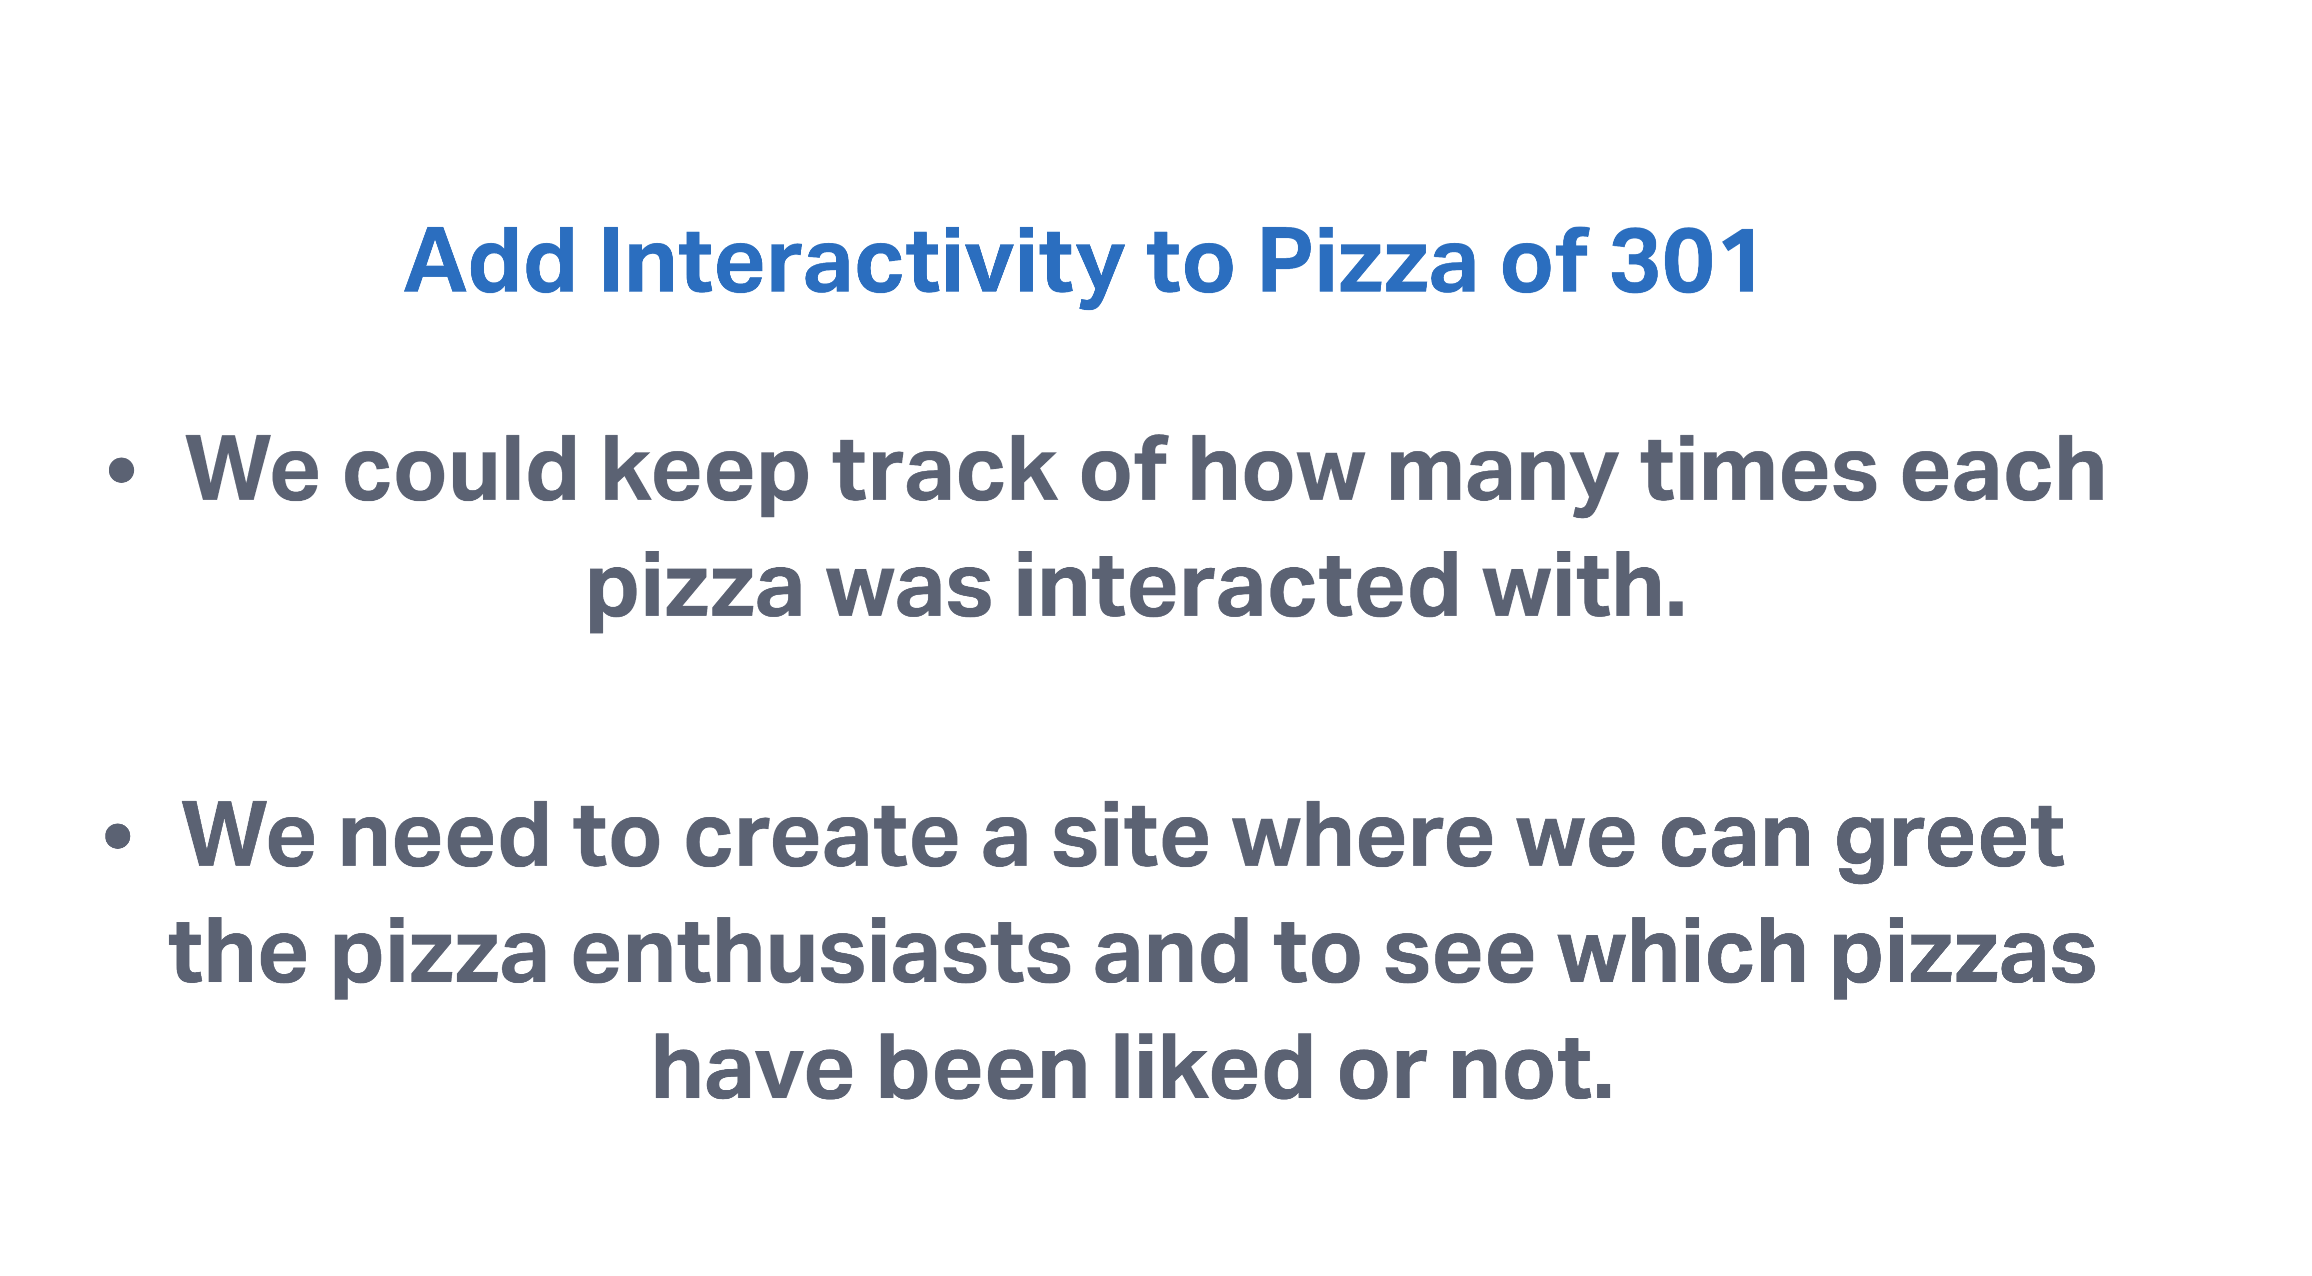 Add Interactivity to Pizza of 301
• We could keep track of how many times each
pizza was interacted with.
• We need to create a site where we can greet
the pizza enthusiasts and to see which pizzas
have been liked or not.